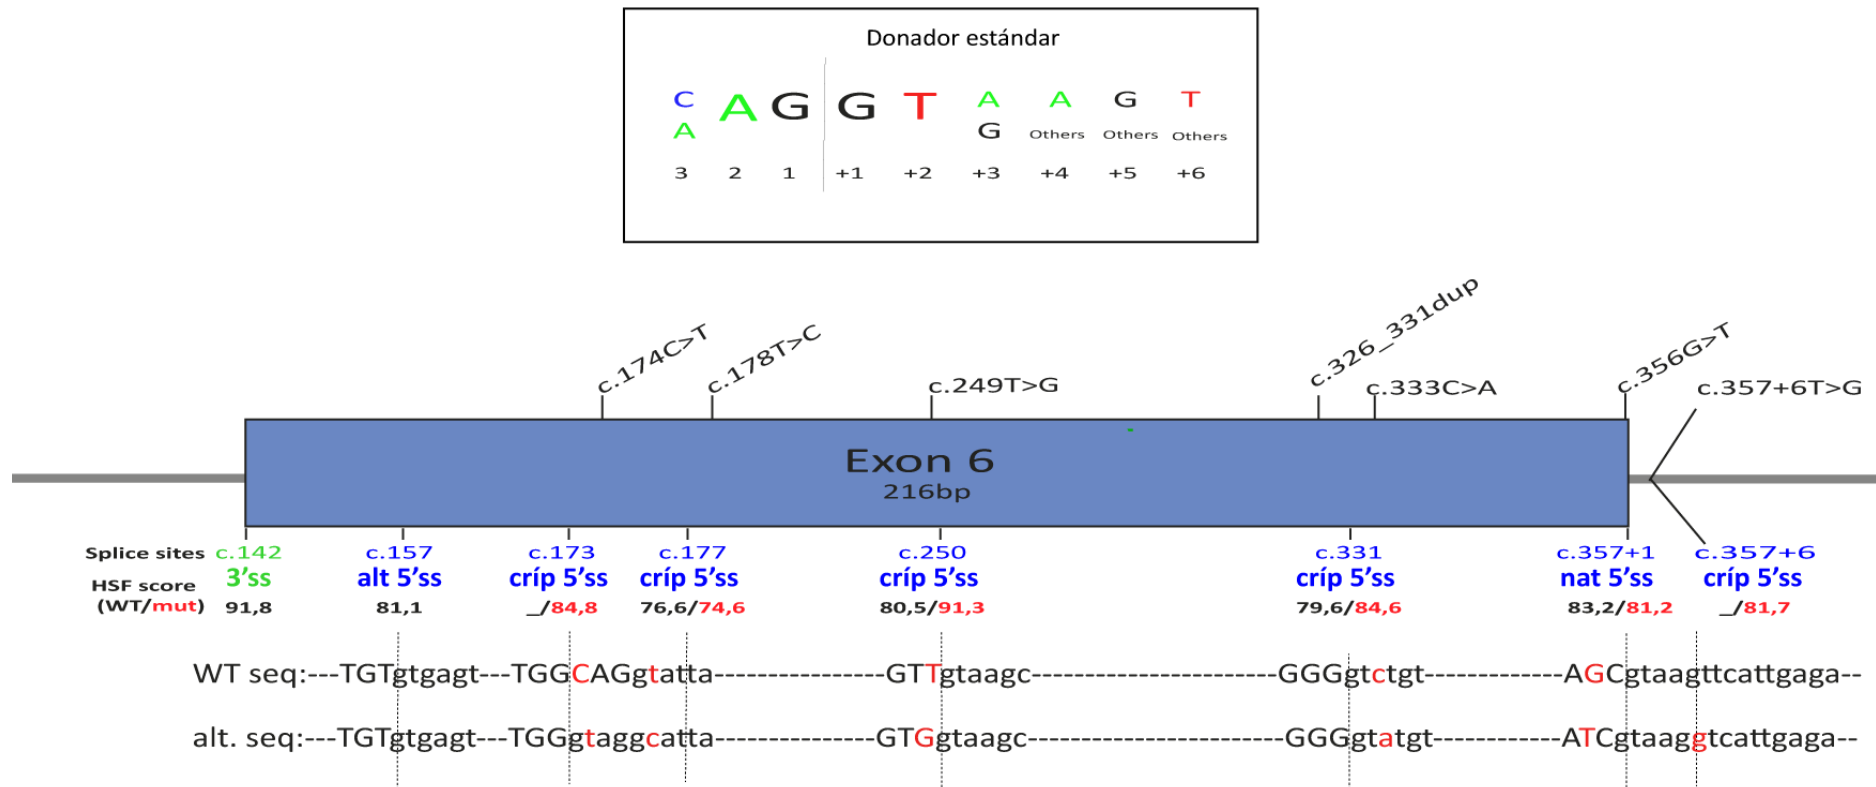 Donador estándar
C A G G T A A G T
A G Others Others Others
3 2 1 +1 +2 +3 +4 +5 +6
c.174C>T c.178T>C c.249T>G c.326_331dup c.333C>A c.356G>T c.357+6T>G
Exon 6
216bp
Splice sites c.142 c.157 c.173 c.177 c.250 c.331 c.357+1 c.357+6
3'ss alt 5'ss críp 5'ss críp 5'ss críp 5'ss críp 5'ss nat 5'ss críp 5'ss
HSF score
(WT/mut) 91,8 81,1 _/84,8 76,6/74,6 80,5/91,3 79,6/84,6 83,2/81,2 _/81,7
WT seq:---TGTgtgagt---TGGCAGgtatta----------------GTTgtaagc-----------------------GGGgtctgt-------------AGCgtaagttcattgaga--
alt. seq:---TGTgtgagt---TGGgtaggcatta---------------GTGgtaagc------------------------GGGgtatgt------------ATCgtaaggtcattgaga--